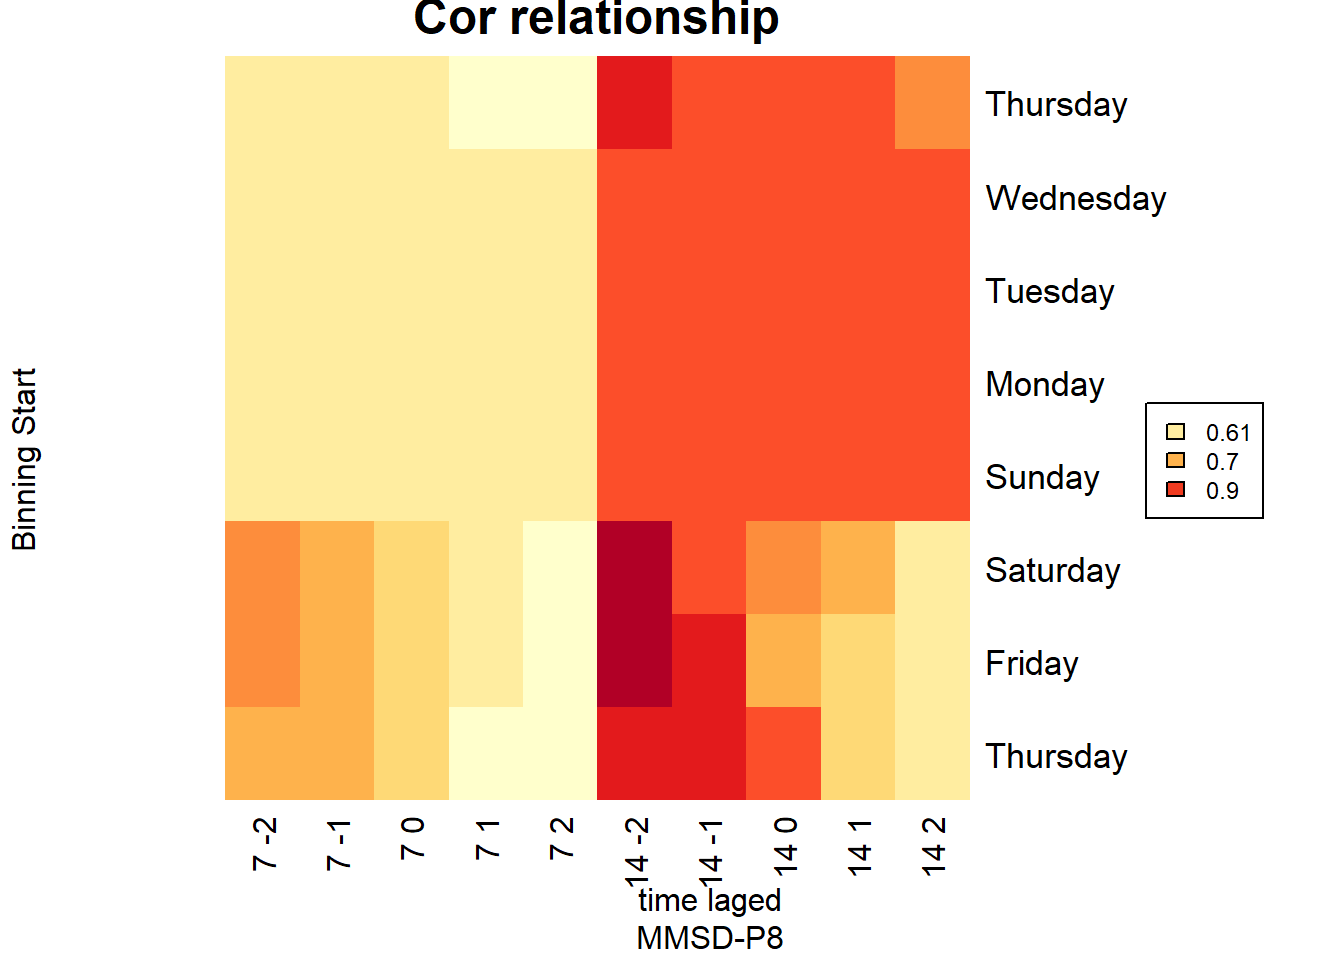 Cor relationship
Thursday
Wednesday
Tuesday
Monday
Sunday
Saturday
Friday
Thursday
Binning Start
0.61
0.7
0.9
7 -2
7 -1
7 0
7 1
7 2
14 -2
14 -1
14 0
14 1
14 2
time laged
MMSD-P8